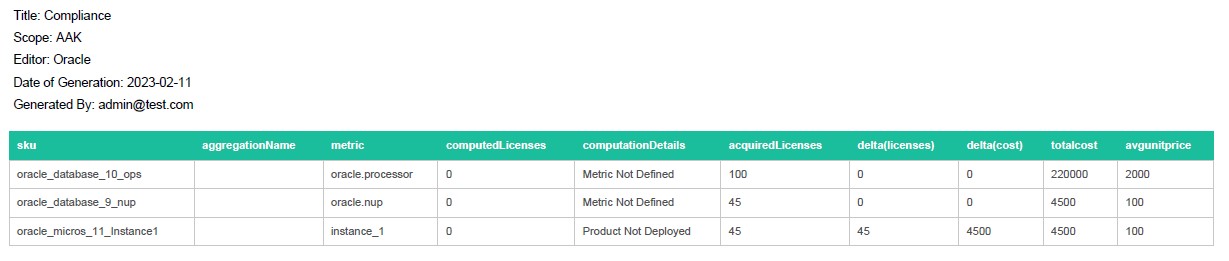 Title: Compliance
Scope: AAK
Editor: Oracle
Date of Generation: 2023-02-11
Generated By: admin@test.com
sku aggregationName metric computedLicenses computationDetails acquiredLicenses delta(licenses) delta(cost) totalcost avgunitprice
oracle_database_10_ops oracle.processor 0 Metric Not Defined 100 0 0 220000 2000
oracle_database_9_nup oracle.nup 0 Metric Not Defined 45 0 0 4500 100
oracle_micros_11_Instance1 instance_1 0 Product Not Deployed 45 45 4500 4500 100